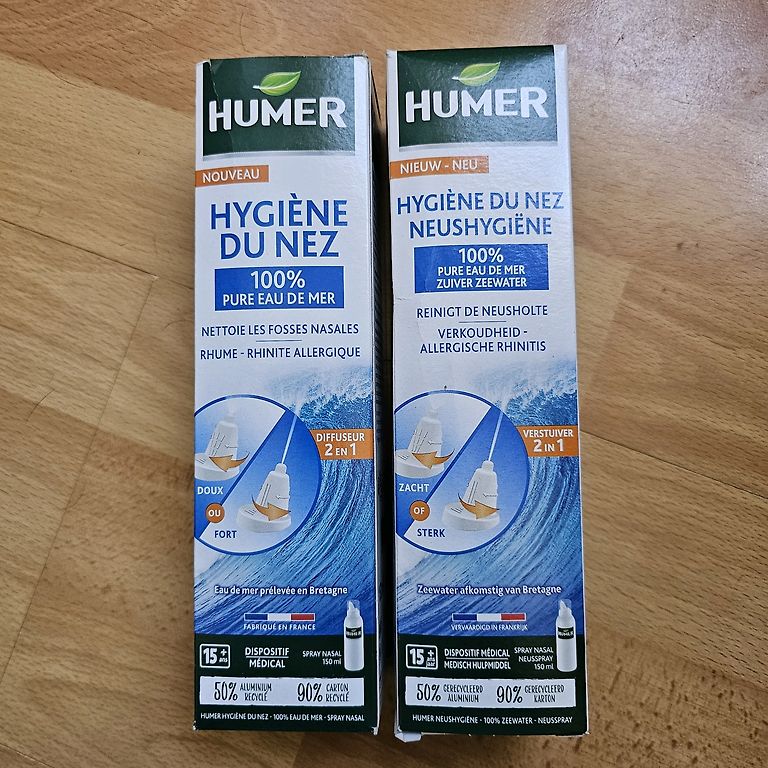 HUMER
NOUVEAU
HYGIÈNE
DU NEZ
100%
PURE EAU DE MER
NETTOIE LES FOSSES NASALES
RHUME - RHINITE ALLERGIQUE
DIFFUSEUR
2 EN 1
DOUX
OU
FORT
Eau de mer prélevée en Bretagne
FABRIQUÉ EN FRANCE
15+
ans
DISPOSITIF
MÉDICAL
SPRAY NASAL
150 ml
HUMER
50% ALUMINIUM
RECYCLÉ
90% CARTON
RECYCLÉ
HUMER HYGIÈNE DU NEZ - 100% EAU DE MER - SPRAY NASAL
HUMER
NIEUW - NEU
HYGIÈNE DU NEZ
NEUSHYGIËNE
100%
PURE EAU DE MER
ZUIVER ZEEWATER
REINIGT DE NEUSHOLTE
VERKOUDHEID -
ALLERGISCHE RHINITIS
VERSTUIVER
2 IN 1
ZACHT
OF
STERK
Zeewater afkomstig van Bretagne
VERVAARDIGD IN FRANKRIJK
15+
ans
jaar
DISPOSITIF MÉDICAL
MEDISCH HULPMIDDEL
SPRAY NASAL
NEUSSPRAY
150 ml
HUMER
50% GERECYCLEERD
ALUMINIUM
90% GERECYCLEERD
KARTON
HUMER NEUSHYGIËNE - 100% ZEEWATER - NEUSSPRAY